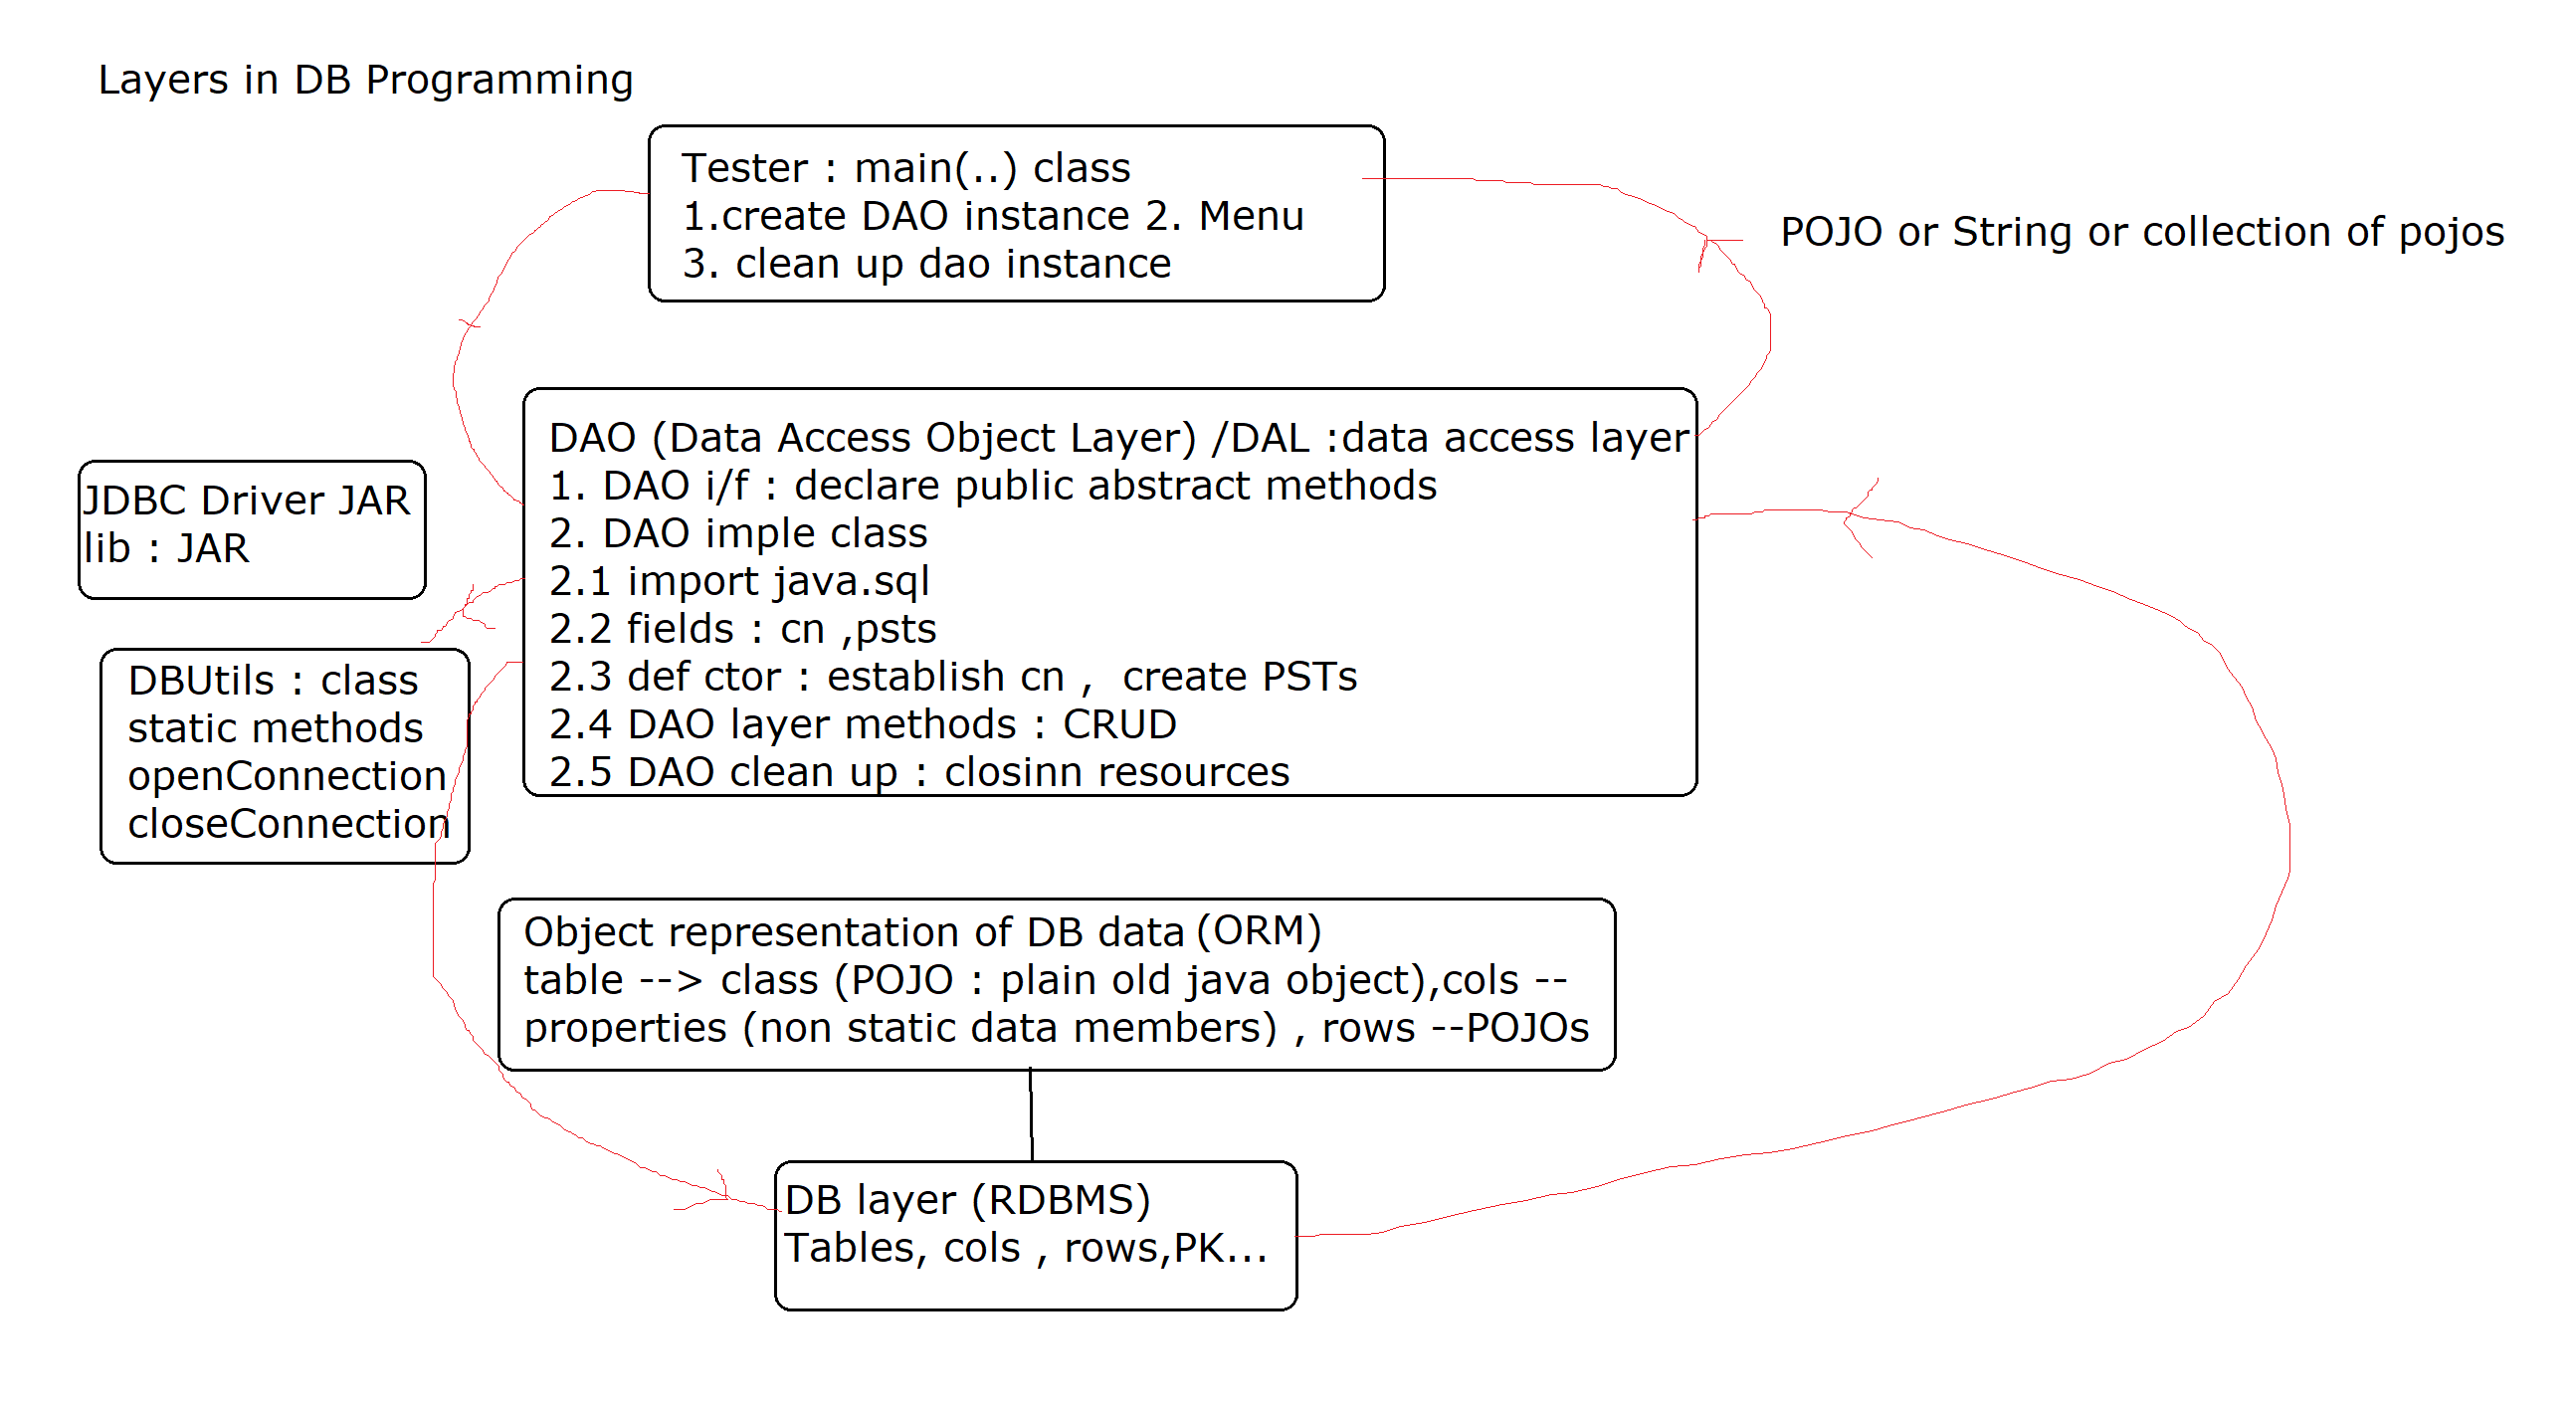 Layers in DB Programming
Tester : main(..) class
1.create DAO instance 2. Menu
3. clean up dao instance
POJO or String or collection of pojos
DAO (Data Access Object Layer) /DAL :data access layer
1. DAO i/f : declare public abstract methods
2. DAO imple class
2.1 import java.sql
2.2 fields : cn ,psts
2.3 def ctor : establish cn ,  create PSTs
2.4 DAO layer methods : CRUD
2.5 DAO clean up : closinn resources
JDBC Driver JAR
lib : JAR
DBUtils : class
static methods
openConnection
closeConnection
Object representation of DB data (ORM)
table --> class (POJO : plain old java object),cols --
properties (non static data members) , rows --POJOs
DB layer (RDBMS)
Tables, cols , rows,PK...